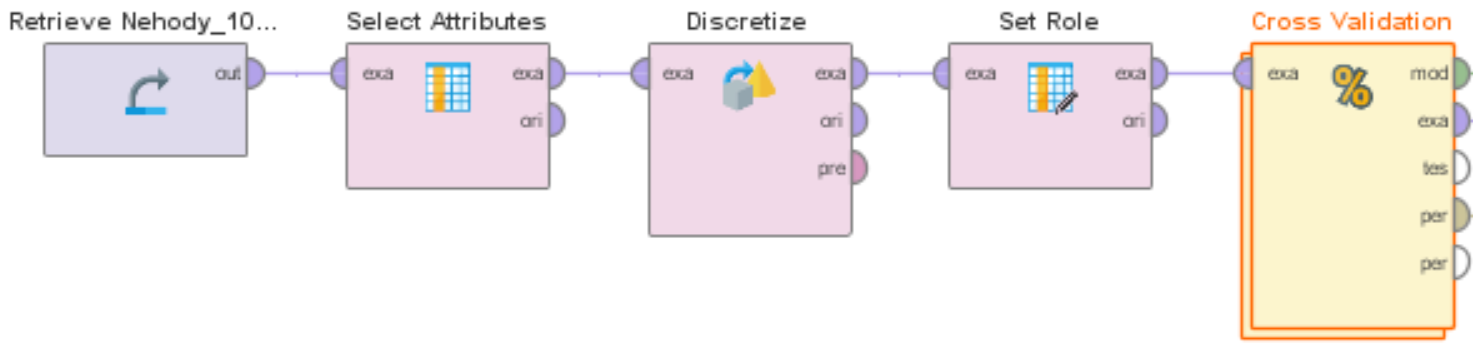 Retrieve Nehody_10...
Select Attributes
Discretize
Set Role
Cross Validation
out
exa
exa
ori
exa
exa
ori
pre
exa
exa
ori
exa
mod
exa
tes
per
per
%